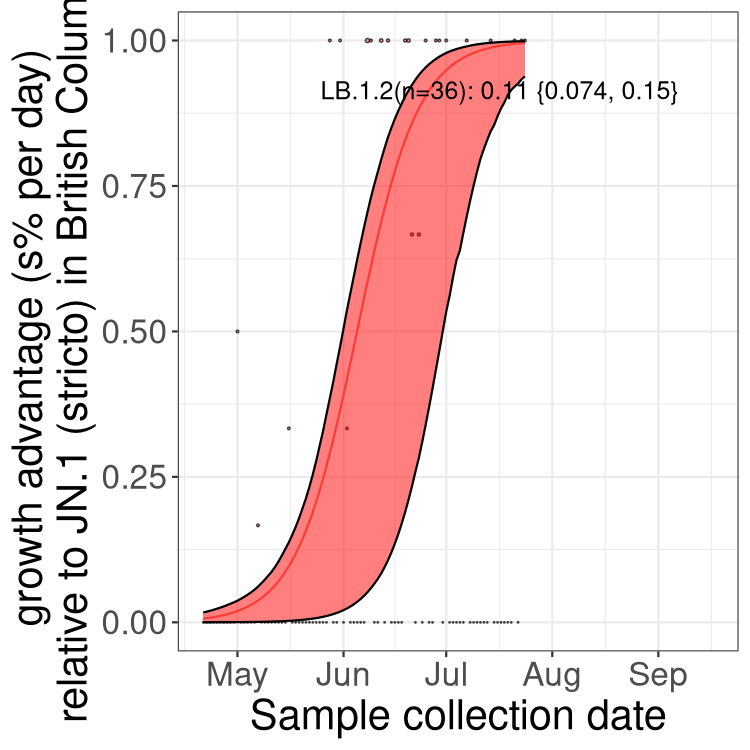 growth advantage (s% per day)
relative to JN.1 (stricto) in British Colum
1.00
0.75
0.50
0.25
0.00
LB.1.2(n=36): 0.11 {0.074, 0.15}
May Jun Jul Aug Sep
Sample collection date